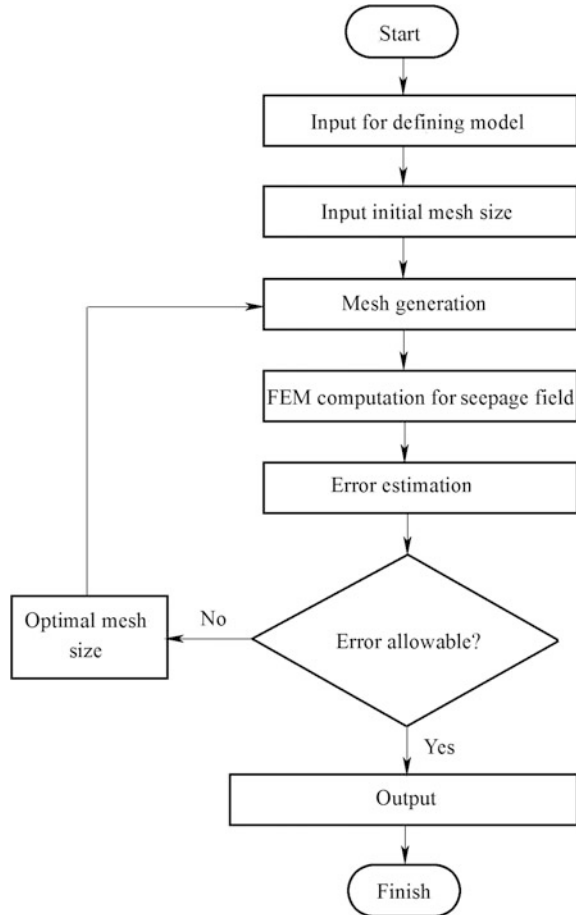 Start
Input for defining model
Input initial mesh size
Mesh generation
FEM computation for seepage field
Error estimation
Error allowable?
No
Optimal mesh
size
Yes
Output
Finish